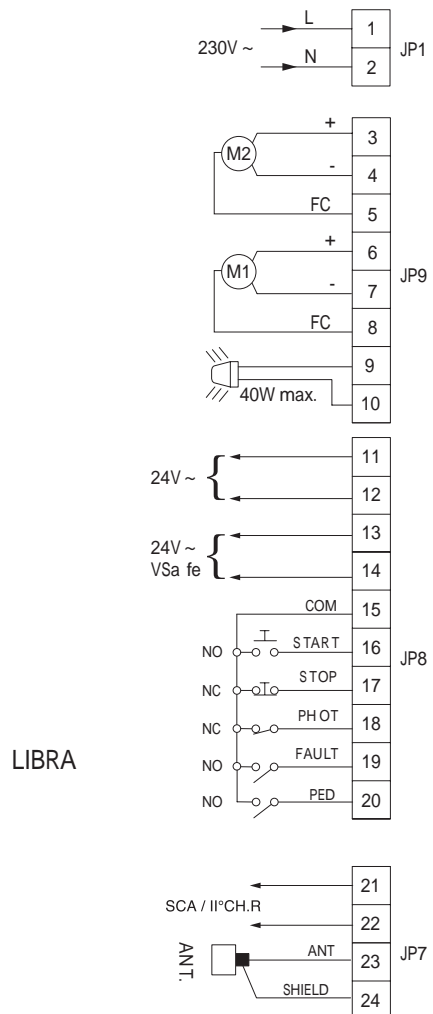 L 1
230V ~ JP1
N 2
+ 3
M2
- 4
FC 5
+ 6
M1 JP9
- 7
FC 8
9
40W max. 10
11
24V ~
12
13
24V ~
VSa fe
14
COM 15
NO START 16
JP8
NC STOP 17
NC PHOT 18
LIBRA
NO FAULT 19
NO PED 20
21
SCA / II°CH.R
22
ANT. ANT 23 JP7
SHIELD 24